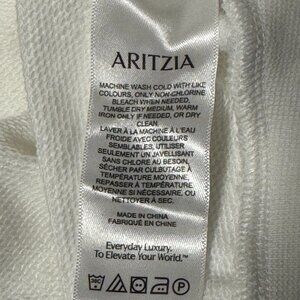 ARITZIA
MACHINE WASH COLD WITH LIKE
COLOURS, ONLY NON-CHLORINE
BLEACH WHEN NEEDED,
TUMBLE DRY MEDIUM, WARM
IRON ONLY IF NEEDED, OR DRY
CLEAN.
LAVER À LA MACHINE À L'EAU
FROIDE AVEC COULEURS
SEMBLABLES, UTILISER
SEULEMENT UN JAVELLISANT
SANS CHLORE AU BESOIN,
SÉCHER PAR CULBUTAGE À
TEMPÉRATURE MOYENNE,
REPASSER À TEMPÉRATURE
MOYENNE SI NÉCESSAIRE, OU
NETTOYER À SEC.
MADE IN CHINA
FABRIQUÉ EN CHINE
Everyday Luxury.
To Elevate Your World.™